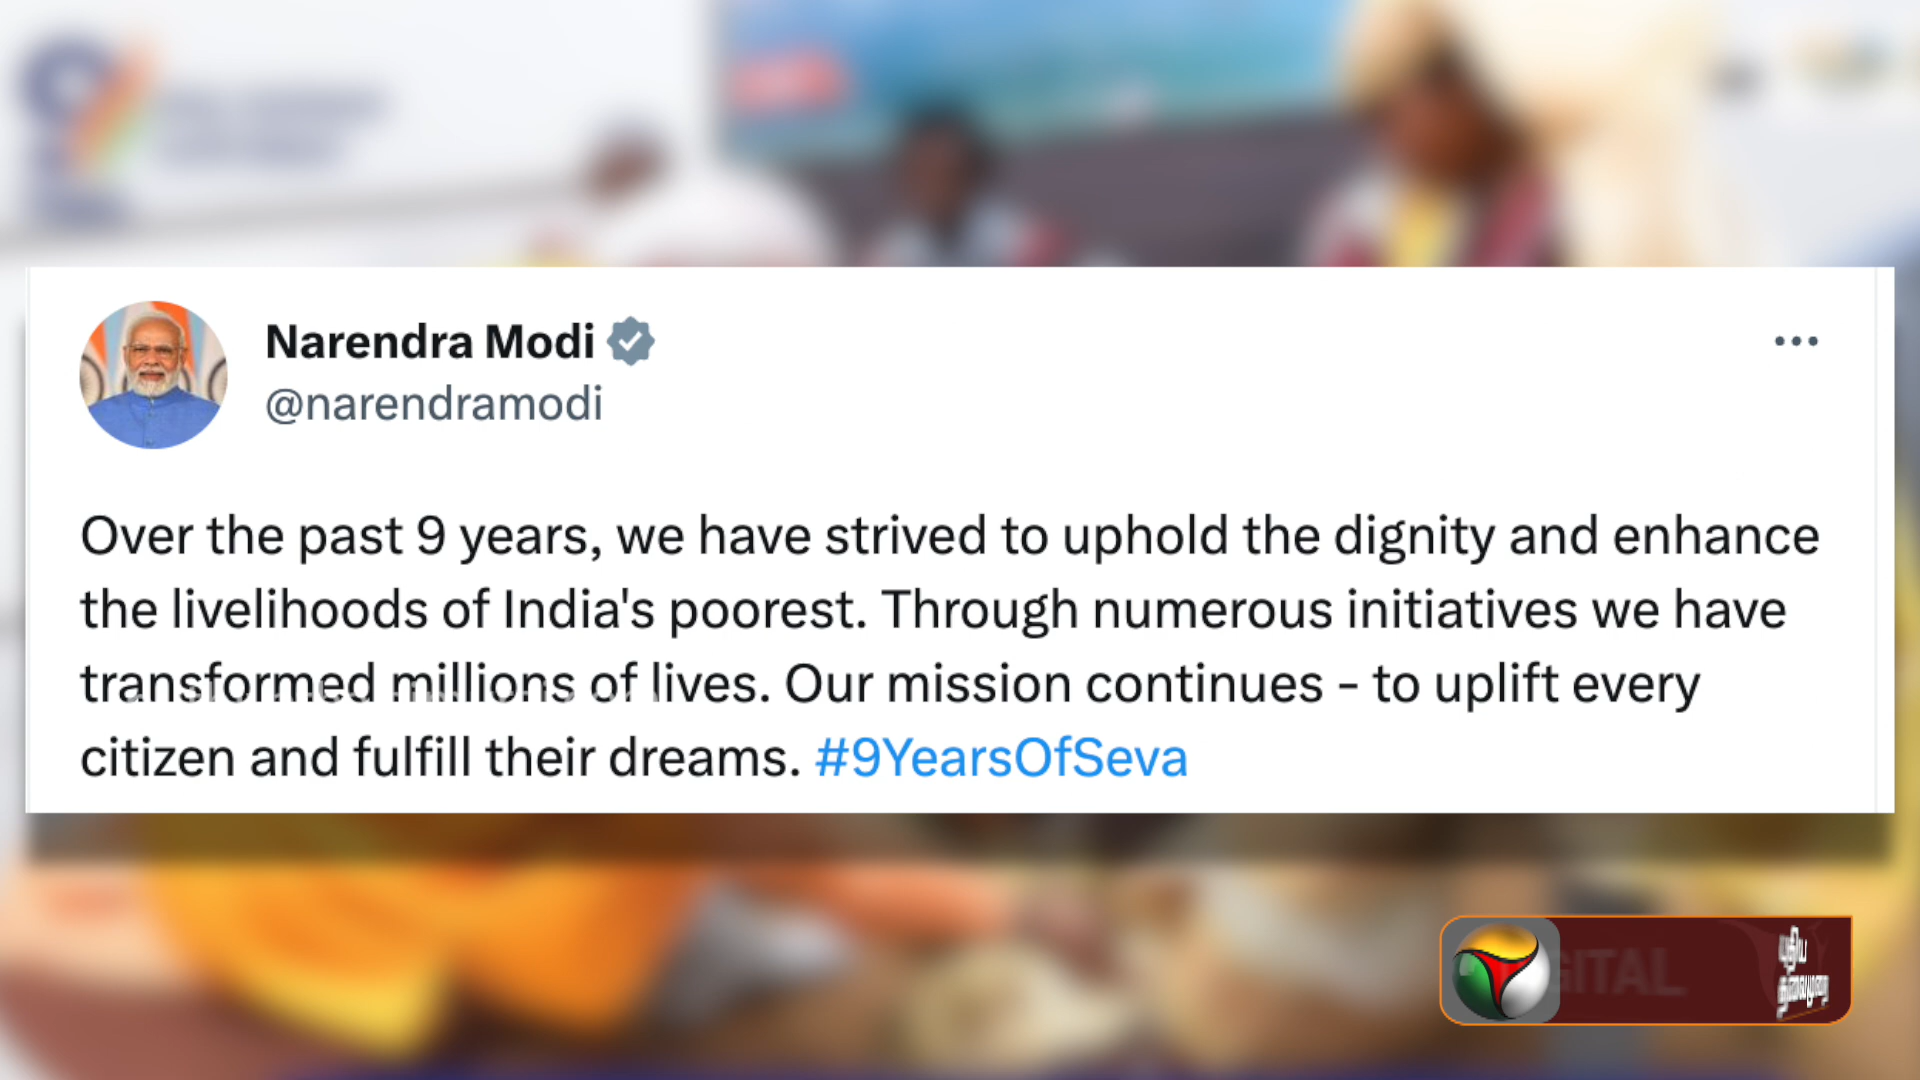 Narendra Modi
@narendramodi
Over the past 9 years, we have strived to uphold the dignity and enhance
the livelihoods of India's poorest. Through numerous initiatives we have
transformed millions of lives. Our mission continues - to uplift every
citizen and fulfill their dreams. #9YearsOfSeva
புதிய
தலைமுறை